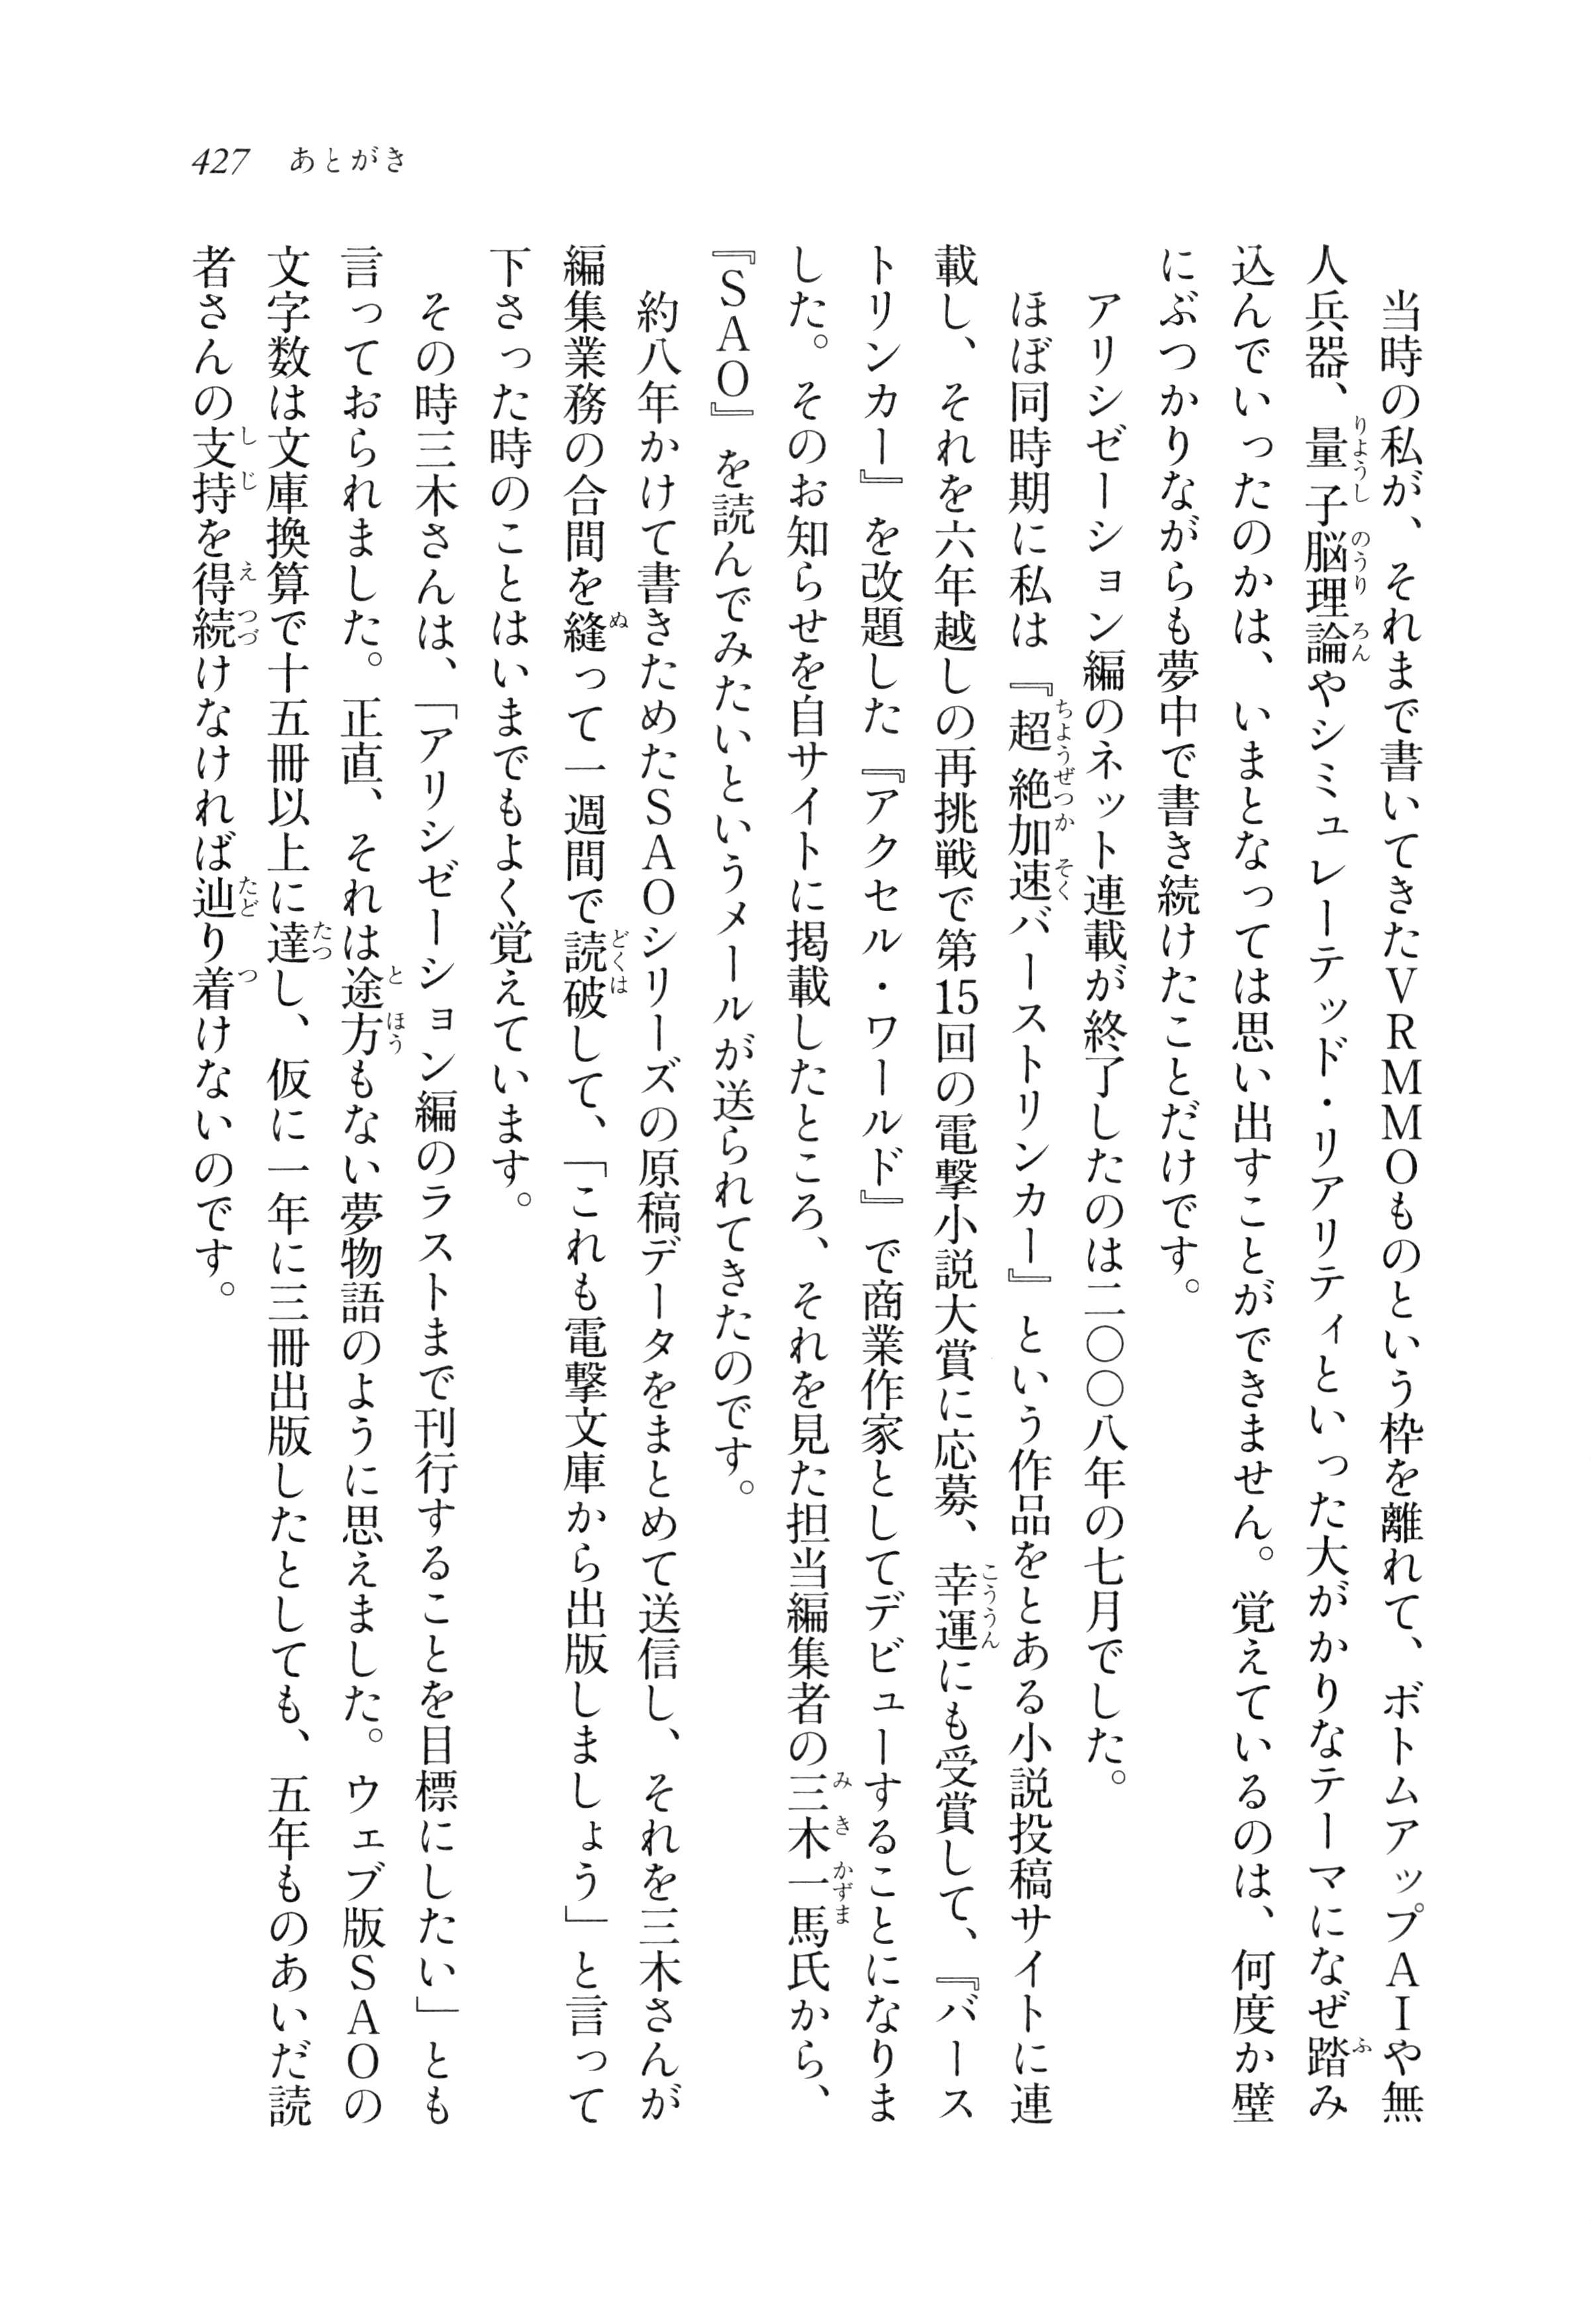 427 あとがき
当時の私が、それまで書いてきたVRMMOものという枠を離れて、ボトムアップAIや無
人兵器、量子脳理論やシミュレーテッド・リアリティといった大がかりなテーマになぜ踏み
込んでいったのかは、いまとなっては思い出すことができません。覚えているのは、何度か壁
にぶつかりながらも夢中で書き続けたことだけです。
アリシゼーション編のネット連載が終了したのは二〇〇八年の七月でした。
ほぼ同時期に私は『超絶加速バーストリンカー』という作品をとある小説投稿サイトに連
載し、それを六年越しの再挑戦で第15回の電撃小説大賞に応募、幸運にも受賞して、『バース
トリンカー』を改題した『アクセル・ワールド』で商業作家としてデビューすることになりま
した。そのお知らせを自サイトに掲載したところ、それを見た担当編集者の三木一馬氏から、
『SAO』を読んでみたいというメールが送られてきたのです。
約八年かけて書きためたSAOシリーズの原稿データをまとめて送信し、それを三木さんが
編集業務の合間を縫って一週間で読破して、「これも電撃文庫から出版しましょう」と言って
下さった時のことはいまでもよく覚えています。
その時三木さんは、「アリシゼーション編のラストまで刊行することを目標にしたい」とも
言っておられました。正直、それは途方もない夢物語のように思えました。ウェブ版SAOの
文字数は文庫換算で十五冊以上に達し、仮に一年に三冊出版したとしても、五年ものあいだ読
者さんの支持を得続けなければ辿り着けないのです。